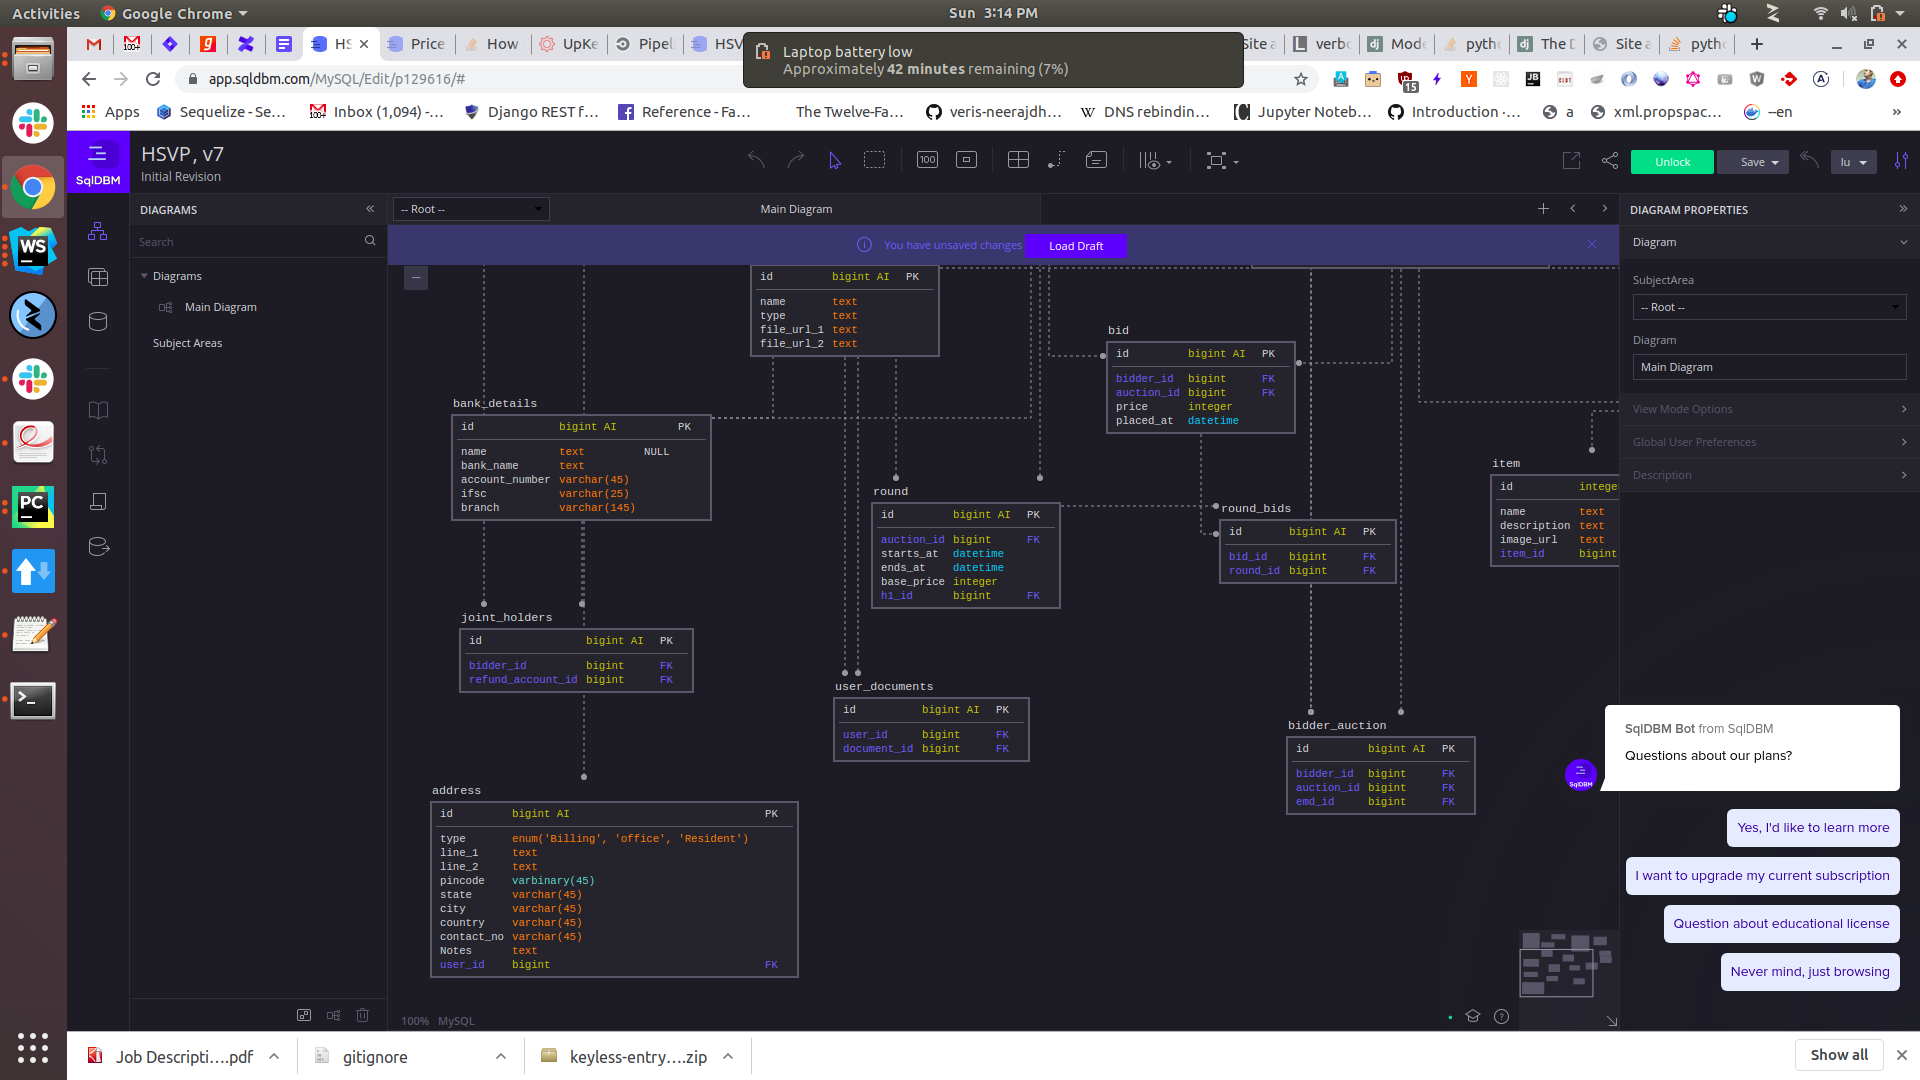 Activities
Google Chrome
Sun 3:14 PM
100+
HS
Price
How
UpKe
Pipel
HSV
Site a
verb
Mod
pyth
The D
Site a
pyth
Laptop battery low
Approximately 42 minutes remaining (7%)
app.sqldbm.com/MySQL/Edit/p129616/#
15
Apps
Sequelize - Se...
Inbox (1,094) -...
Django REST f...
Reference - Fa...
The Twelve-Fa...
veris-neerajdh...
DNS rebindin...
Jupyter Noteb...
Introduction -...
a
xml.propspac...
--en
»
SqlDBM
HSVP, v7
Initial Revision
100
Unlock
Save
lu
DIAGRAMS
-- Root --
Main Diagram
DIAGRAM PROPERTIES
Search
You have unsaved changes
Load Draft
Diagram
Diagrams
Main Diagram
Subject Areas
SubjectArea
-- Root --
Diagram
Main Diagram
View Mode Options
Global User Preferences
Description
id bigint AI PK
name text
type text
file_url_1 text
file_url_2 text
bid
id bigint AI PK
bidder_id bigint FK
auction_id bigint FK
price integer
placed_at datetime
bank_details
id bigint AI PK
name text NULL
bank_name text
account_number varchar(45)
ifsc varchar(25)
branch varchar(145)
item
id intege
name text
description text
image_url text
item_id bigint
round
id bigint AI PK
auction_id bigint FK
starts_at datetime
ends_at datetime
base_price integer
h1_id bigint FK
round_bids
id bigint AI PK
bid_id bigint FK
round_id bigint FK
joint_holders
id bigint AI PK
bidder_id bigint FK
refund_account_id bigint FK
user_documents
id bigint AI PK
user_id bigint FK
document_id bigint FK
bidder_auction
id bigint AI PK
bidder_id bigint FK
auction_id bigint FK
emd_id bigint FK
address
id bigint AI PK
type enum('Billing', 'office', 'Resident')
line_1 text
line_2 text
pincode varbinary(45)
state varchar(45)
city varchar(45)
country varchar(45)
contact_no varchar(45)
Notes text
user_id bigint FK
SqlDBM Bot from SqlDBM
Questions about our plans?
SqlDBM
Yes, I'd like to learn more
I want to upgrade my current subscription
Question about educational license
Never mind, just browsing
100% MySQL
Job Descripti....pdf
gitignore
keyless-entry....zip
Show all